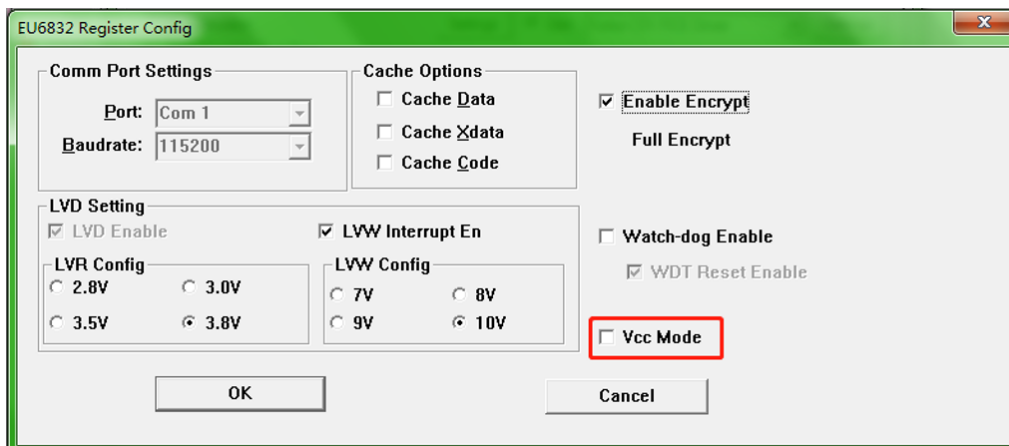 EU6832 Register Config
Comm Port Settings
Port: Com 1
Baudrate: 115200
Cache Options
Cache Data
Cache Xdata
Cache Code
Enable Encrypt
Full Encrypt
LVD Setting
LVD Enable
LVW Interrupt En
LVR Config
2.8V 3.0V
3.5V 3.8V
LVW Config
7V 8V
9V 10V
Watch-dog Enable
WDT Reset Enable
Vcc Mode
OK
Cancel